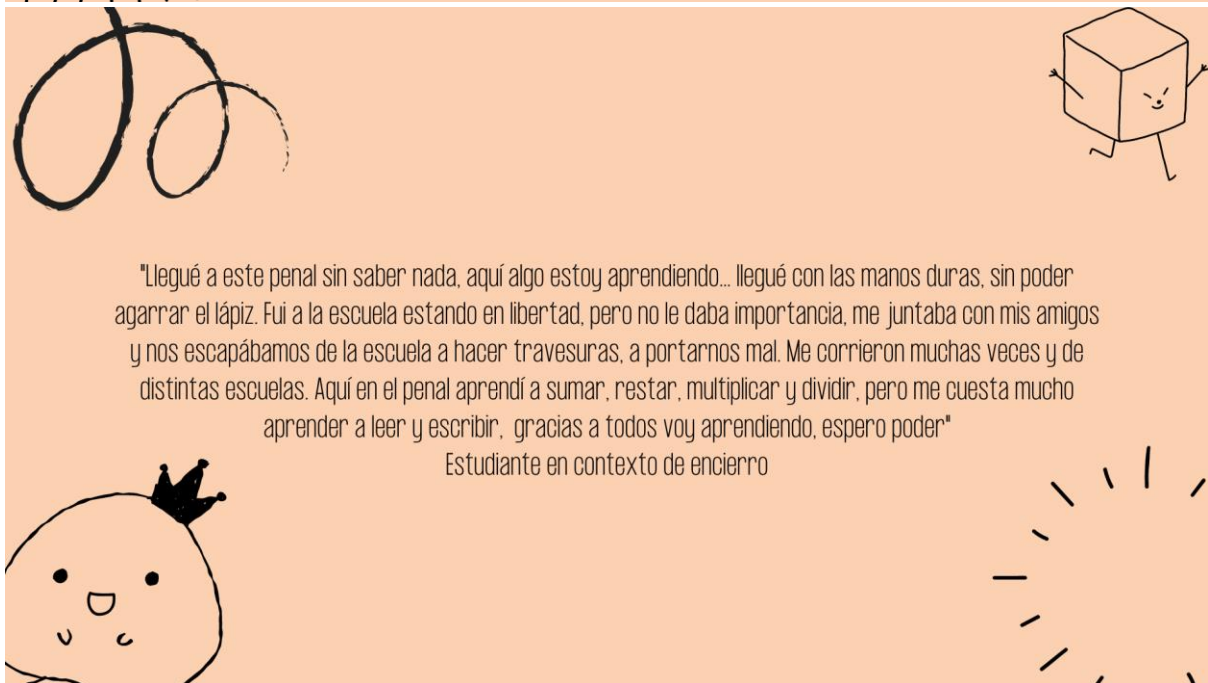 "Llegué a este penal sin saber nada, aquí algo estoy aprendiendo... llegué con las manos duras, sin poder
agarrar el lápiz. Fui a la escuela estando en libertad, pero no le daba importancia, me juntaba con mis amigos
y nos escapábamos de la escuela a hacer travesuras, a portarnos mal. Me corrieron muchas veces y de
distintas escuelas. Aquí en el penal aprendí a sumar, restar, multiplicar y dividir, pero me cuesta mucho
aprender a leer y escribir, gracias a todos voy aprendiendo, espero poder"
Estudiante en contexto de encierro